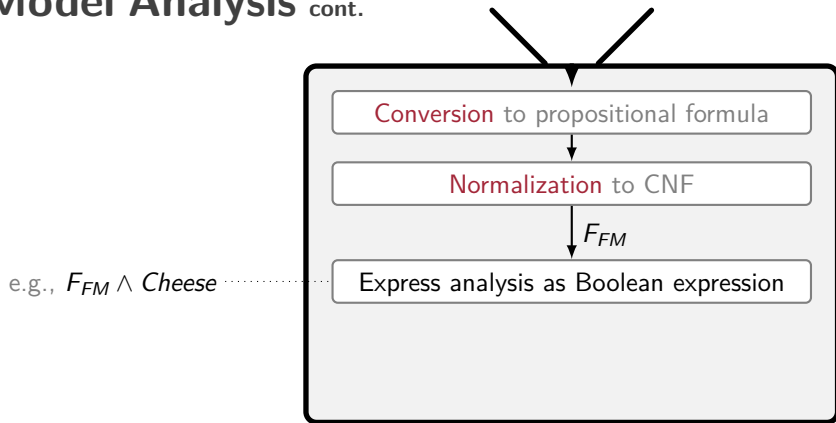 Model Analysis cont.
Conversion to propositional formula
Normalization to CNF
F_FM
e.g., F_FM ∧ Cheese
Express analysis as Boolean expression